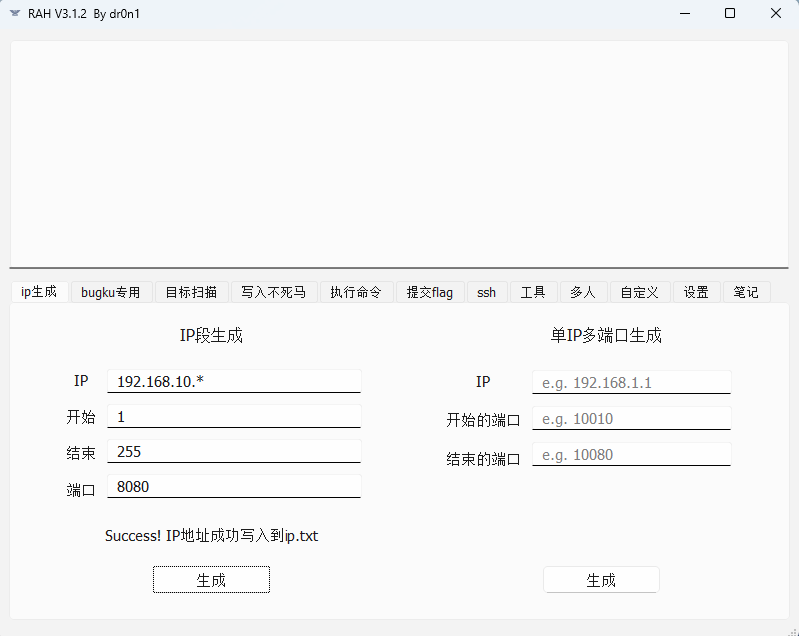 RAH V3.1.2 By dr0n1
ip生成 bugku专用 目标扫描 写入不死马 执行命令 提交flag ssh 工具 多人 自定义 设置 笔记
IP段生成
IP 192.168.10.*
开始 1
结束 255
端口 8080
Success! IP地址成功写入到ip.txt
生成
单IP多端口生成
IP e.g. 192.168.1.1
开始的端口 e.g. 10010
结束的端口 e.g. 10080
生成